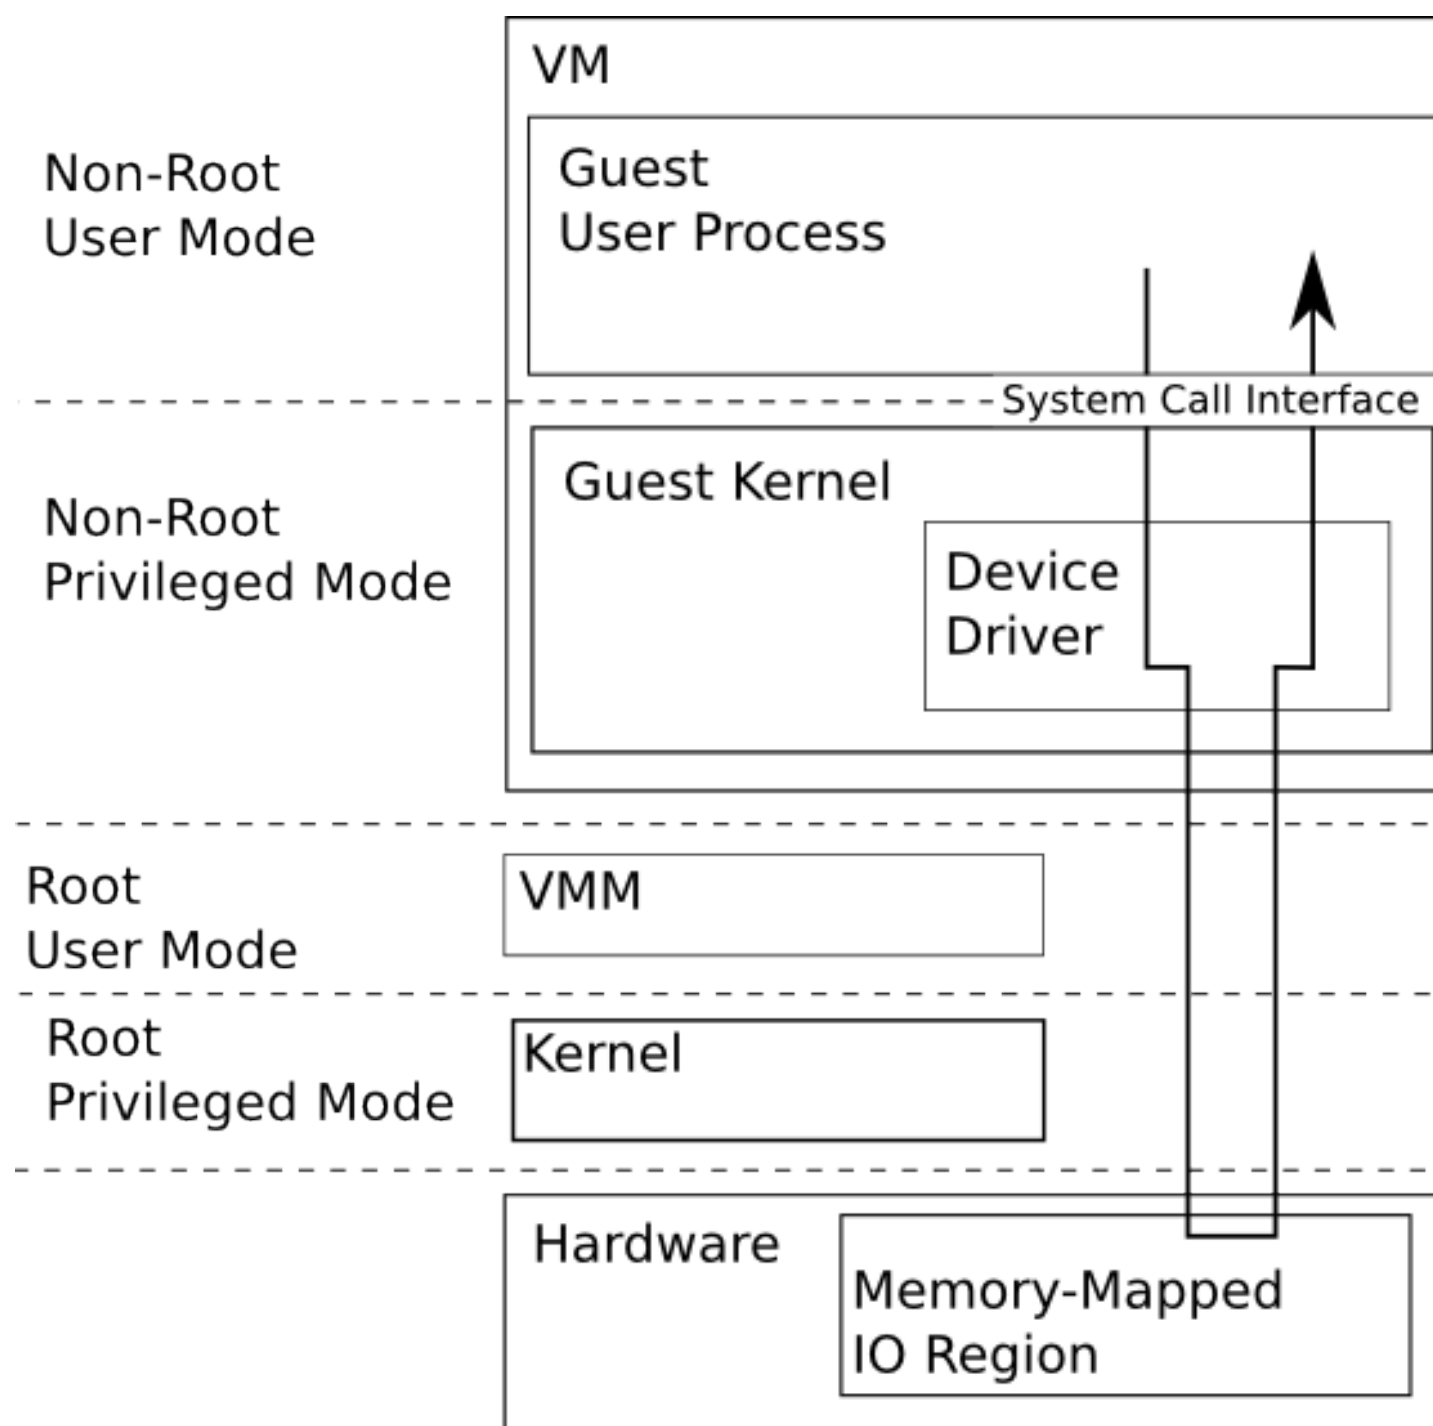 VM
Non-Root
User Mode
Guest
User Process
System Call Interface
Non-Root
Privileged Mode
Guest Kernel
Device
Driver
Root
User Mode
VMM
Root
Privileged Mode
Kernel
Hardware
Memory-Mapped
IO Region